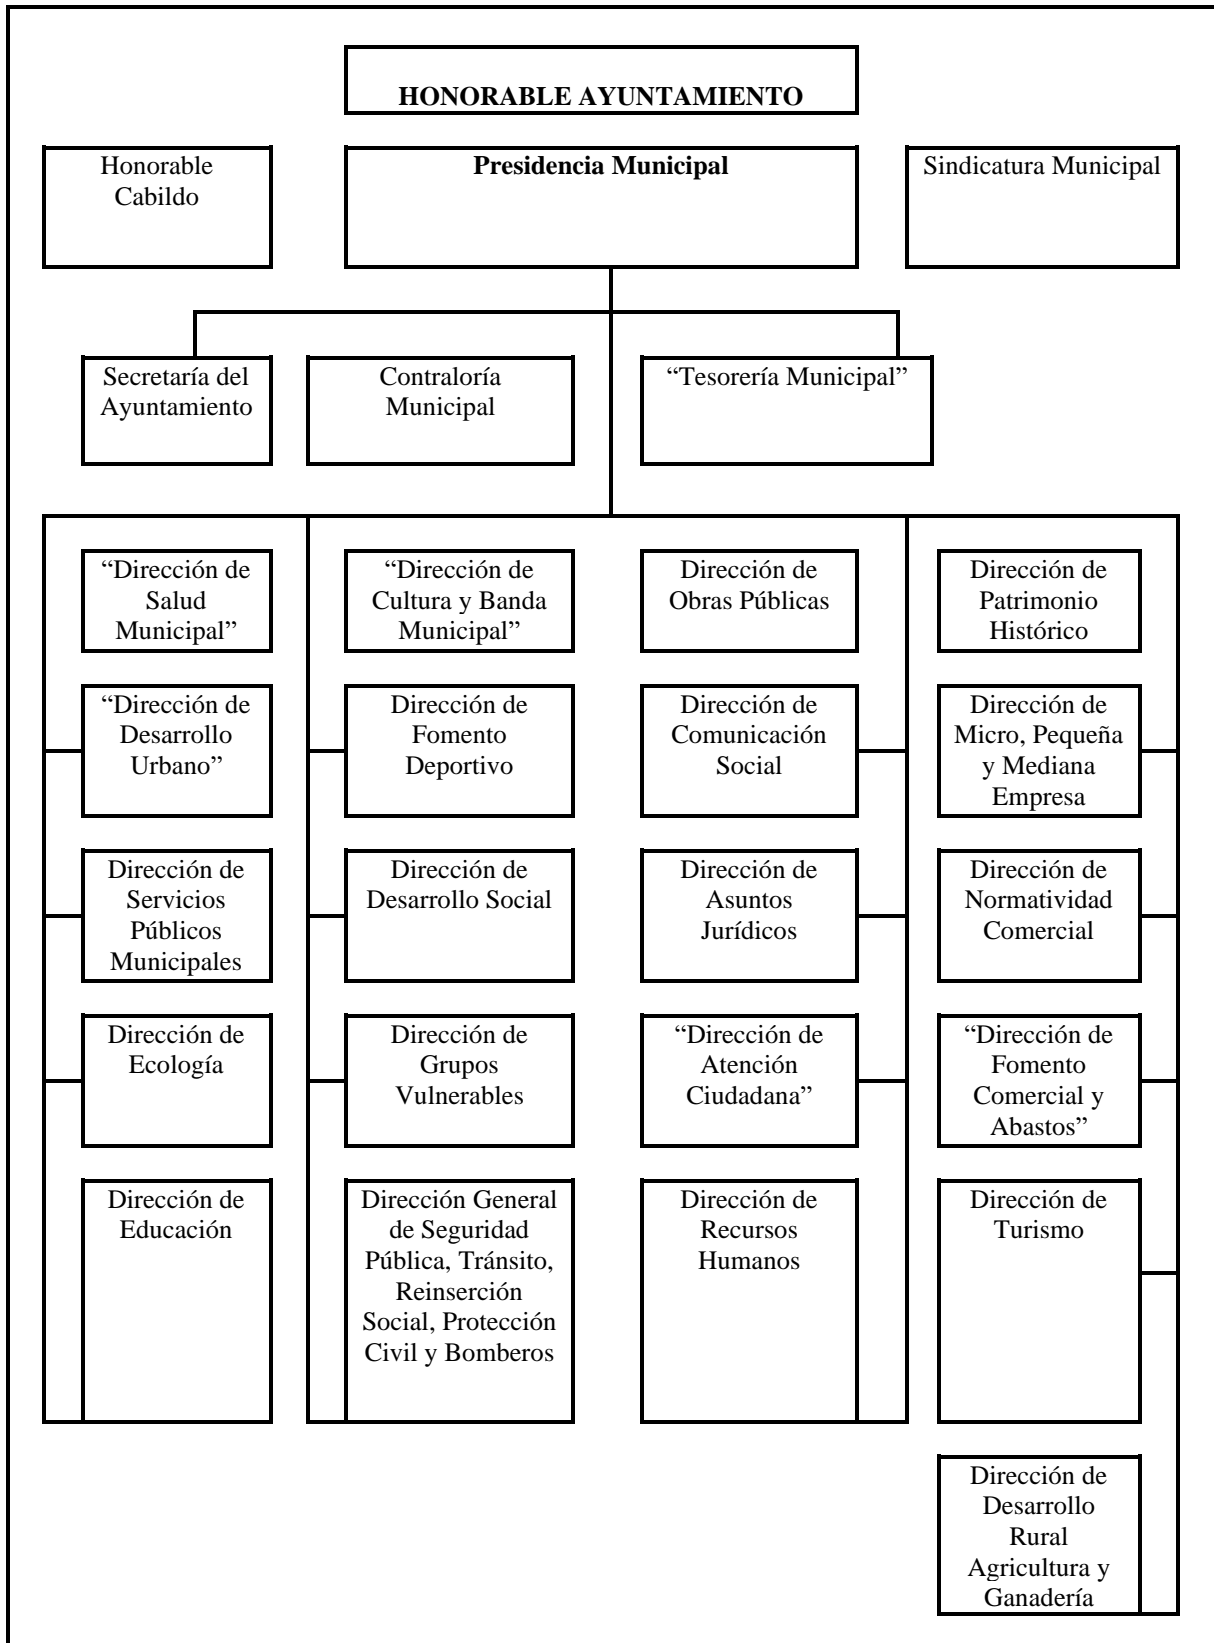 HONORABLE AYUNTAMIENTO
Honorable
Cabildo
Presidencia Municipal
Sindicatura Municipal
Secretaría del
Ayuntamiento
Contraloría
Municipal
“Tesorería Municipal”
“Dirección de
Salud
Municipal”
“Dirección de
Cultura y Banda
Municipal”
Dirección de
Obras Públicas
Dirección de
Patrimonio
Histórico
“Dirección de
Desarrollo
Urbano”
Dirección de
Fomento
Deportivo
Dirección de
Comunicación
Social
Dirección de
Micro, Pequeña
y Mediana
Empresa
Dirección de
Servicios
Públicos
Municipales
Dirección de
Desarrollo Social
Dirección de
Asuntos
Jurídicos
Dirección de
Normatividad
Comercial
Dirección de
Ecología
Dirección de
Grupos
Vulnerables
“Dirección de
Atención
Ciudadana”
“Dirección de
Fomento
Comercial y
Abastos”
Dirección de
Educación
Dirección General
de Seguridad
Pública, Tránsito,
Reinserción
Social, Protección
Civil y Bomberos
Dirección de
Recursos
Humanos
Dirección de
Turismo
Dirección de
Desarrollo
Rural
Agricultura y
Ganadería